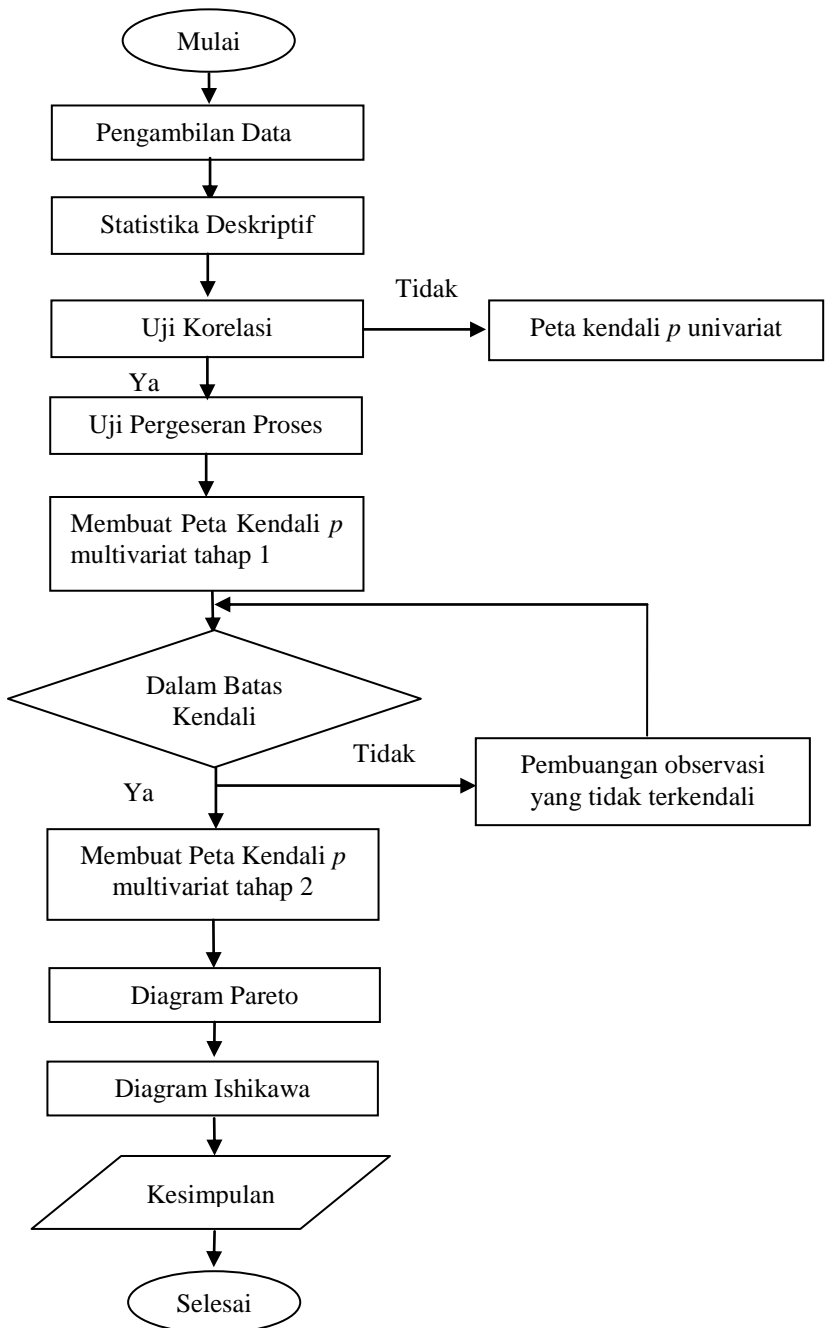 Mulai
Pengambilan Data
Statistika Deskriptif
Tidak
Uji Korelasi
Peta kendali p univariat
Ya
Uji Pergeseran Proses
Membuat Peta Kendali p
multivariat tahap 1
Dalam Batas
Kendali
Tidak
Pembuangan observasi
yang tidak terkendali
Ya
Membuat Peta Kendali p
multivariat tahap 2
Diagram Pareto
Diagram Ishikawa
Kesimpulan
Selesai